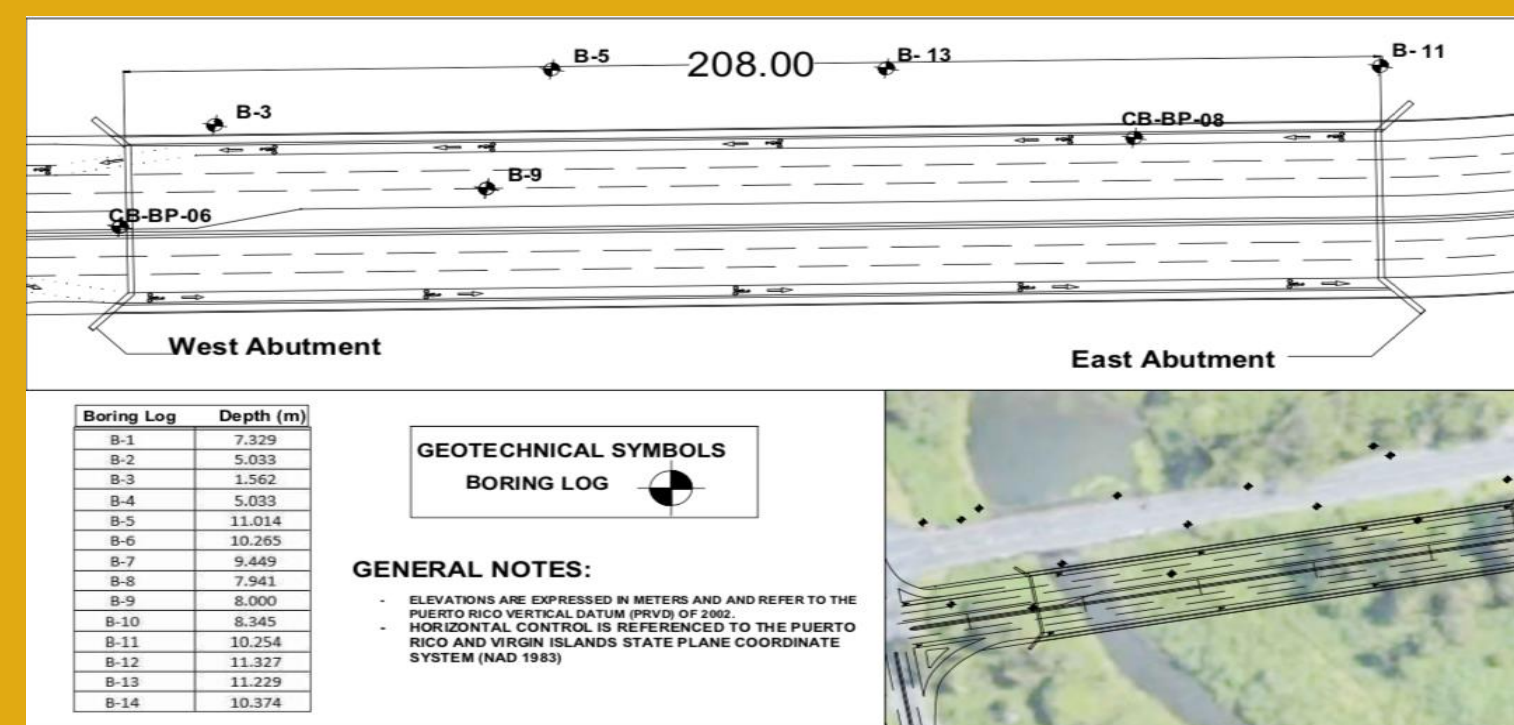 B-5
208.00
B- 13
B- 11
B-3
CB-BP-08
B-9
CB-BP-06
West Abutment
East Abutment
Boring Log Depth (m)
B-1 7.329
B-2 5.033
B-3 1.562
B-4 5.033
B-5 11.014
B-6 10.265
B-7 9.449
B-8 7.941
B-9 8.000
B-10 8.345
B-11 10.254
B-12 11.327
B-13 11.229
B-14 10.374
GEOTECHNICAL SYMBOLS
BORING LOG
GENERAL NOTES:
- ELEVATIONS ARE EXPRESSED IN METERS AND AND REFER TO THE
PUERTO RICO VERTICAL DATUM (PRVD) OF 2002.
- HORIZONTAL CONTROL IS REFERENCED TO THE PUERTO
RICO AND VIRGIN ISLANDS STATE PLANE COORDINATE
SYSTEM (NAD 1983)